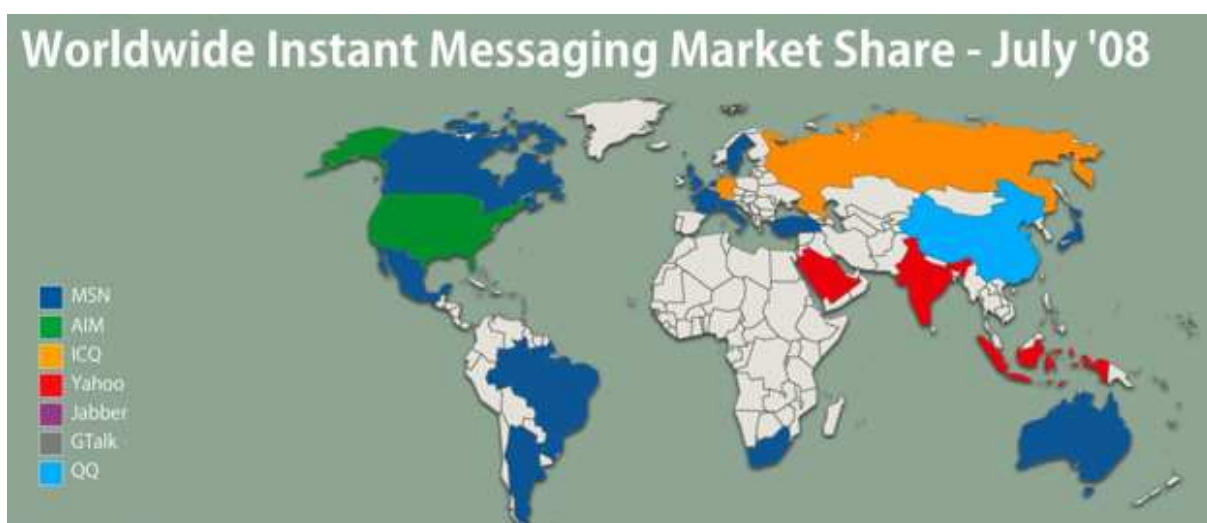 Worldwide Instant Messaging Market Share - July '08
MSN
AIM
ICQ
Yahoo
Jabber
GTalk
QQ